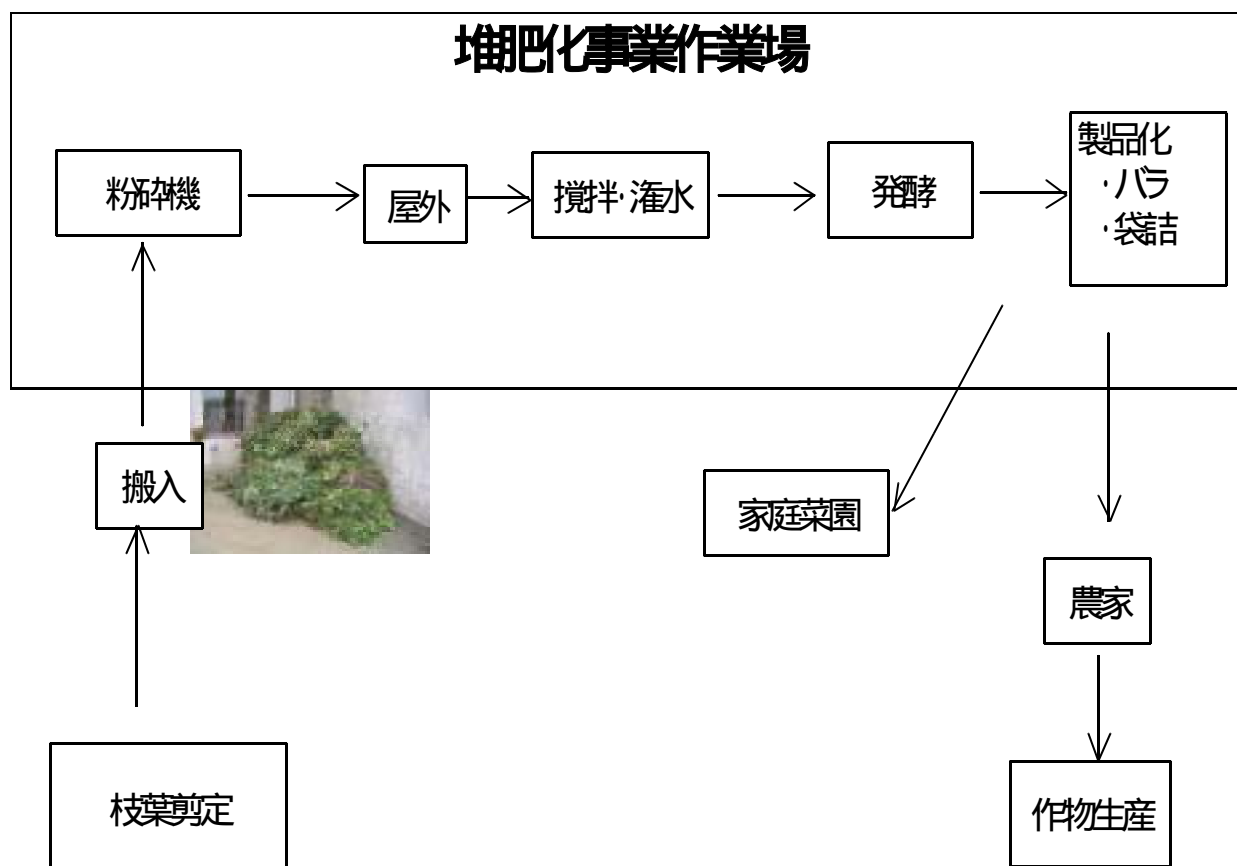 堆肥化事業作業場
粉砕機
屋外
攪拌・潅水
発酵
製品化
・バラ
・袋詰
搬入
家庭菜園
農家
枝葉剪定
作物生産